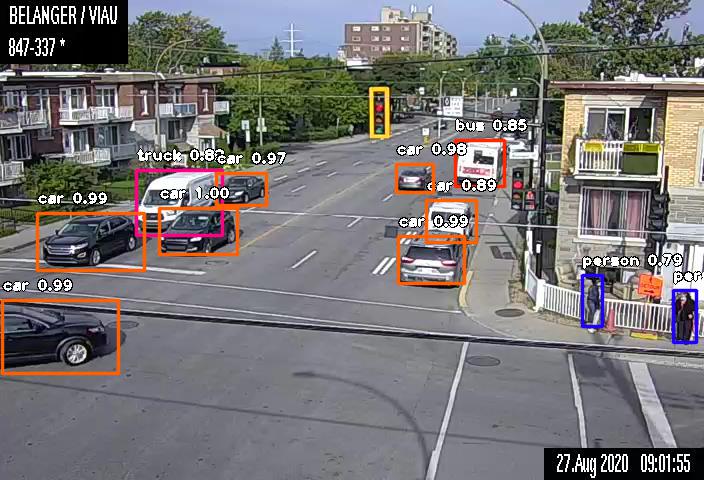 BELANGER / VIAU
847-337 *
bus 0.85
truck 0.82
car 0.97
car 0.98
car 1.00
car 0.89
car 0.99
car 0.99
person 0.79
per
car 0.99
27.Aug 2020 09:01:55